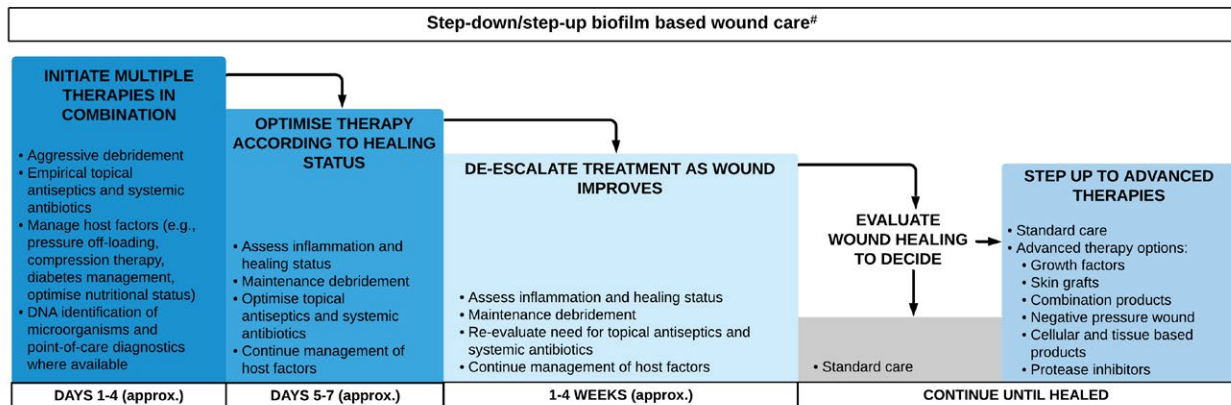 Step-down/step-up biofilm based wound care#
INITIATE MULTIPLE
THERAPIES IN
COMBINATION
• Aggressive debridement
• Empirical topical
antiseptics and systemic
antibiotics
• Manage host factors (e.g.,
pressure off-loading,
compression therapy,
diabetes management,
optimise nutritional status)
• DNA identification of
microorganisms and
point-of-care diagnostics
where available
DAYS 1-4 (approx.)
OPTIMISE THERAPY
ACCORDING TO HEALING
STATUS
• Assess inflammation and
healing status
• Maintenance debridement
• Optimise topical
antiseptics and systemic
antibiotics
• Continue management of
host factors
DAYS 5-7 (approx.)
DE-ESCALATE TREATMENT AS WOUND
IMPROVES
• Assess inflammation and healing status
• Maintenance debridement
• Re-evaluate need for topical antiseptics and
systemic antibiotics
• Continue management of host factors
1-4 WEEKS (approx.)
EVALUATE
WOUND HEALING
TO DECIDE
• Standard care
STEP UP TO ADVANCED
THERAPIES
• Standard care
• Advanced therapy options:
• Growth factors
• Skin grafts
• Combination products
• Negative pressure wound
• Cellular and tissue based
products
• Protease inhibitors
CONTINUE UNTIL HEALED